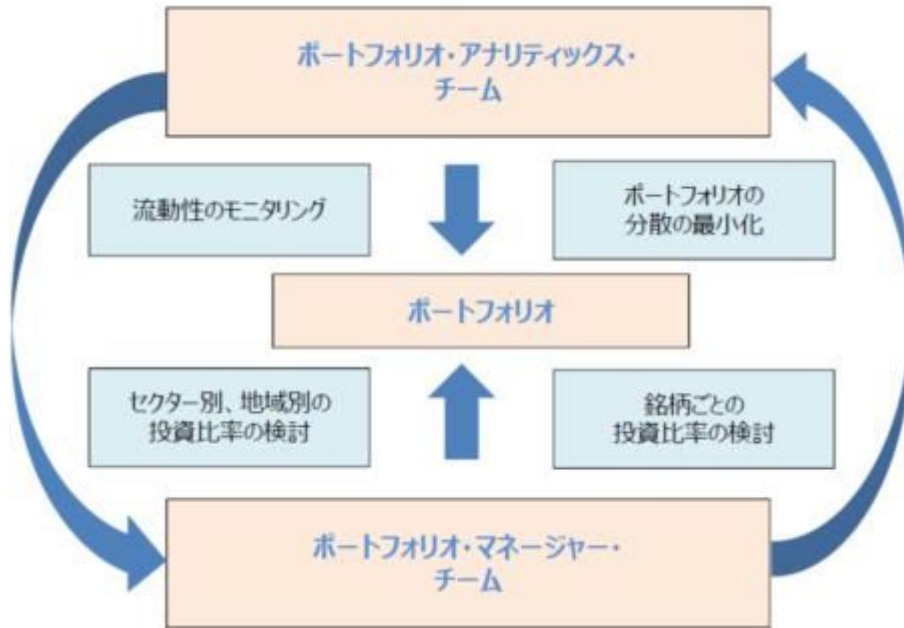 ポートフォリオ・アナリティックス・
チーム
流動性のモニタリング
ポートフォリオの
分散の最小化
ポートフォリオ
セクター別、地域別の
投資比率の検討
銘柄ごとの
投資比率の検討
ポートフォリオ・マネージャー・
チーム